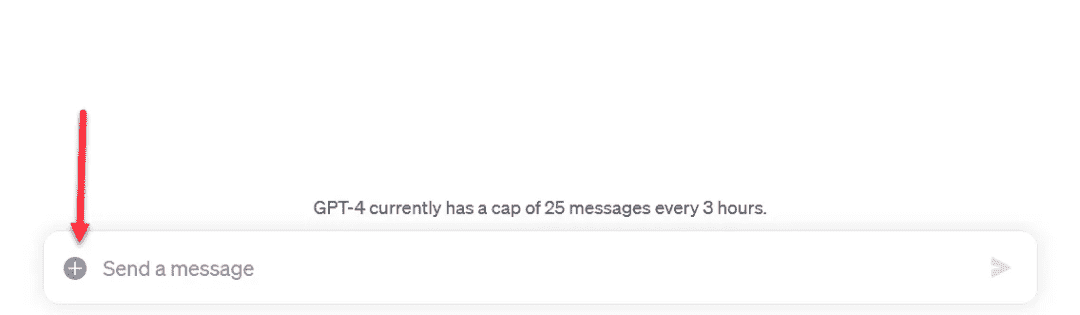 GPT-4 currently has a cap of 25 messages every 3 hours.
Send a message